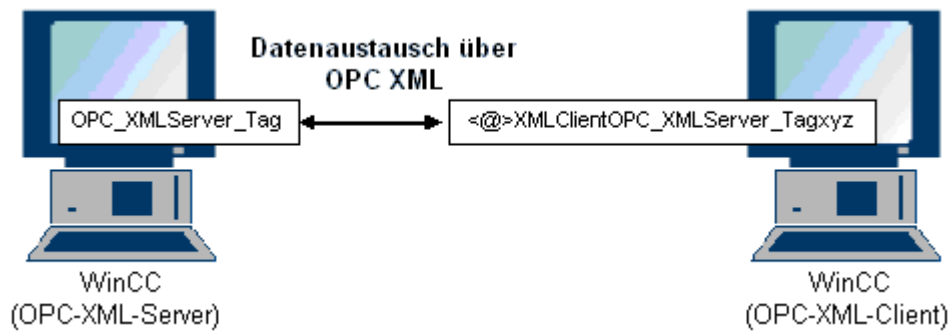 Datenaustausch über
OPC XML
OPC_XMLServer_Tag
<@>XMLClientOPC_XMLServer_Tagxyz
WinCC
(OPC-XML-Server)
WinCC
(OPC-XML-Client)